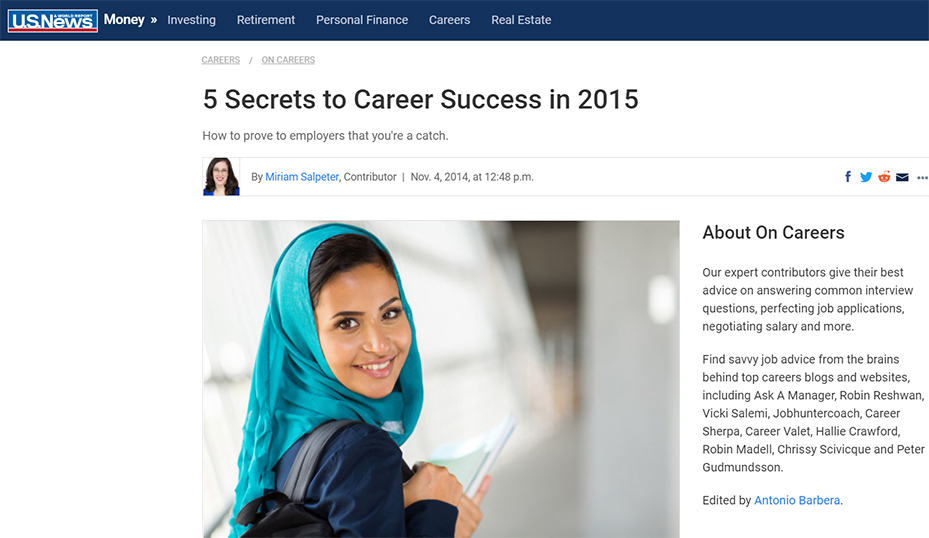 A WORLD REPORT
U.S.News Money » Investing Retirement Personal Finance Careers Real Estate
CAREERS / ON CAREERS
5 Secrets to Career Success in 2015
How to prove to employers that you're a catch.
By Miriam Salpeter, Contributor | Nov. 4, 2014, at 12:48 p.m.
About On Careers
Our expert contributors give their best
advice on answering common interview
questions, perfecting job applications,
negotiating salary and more.
Find savvy job advice from the brains
behind top careers blogs and websites,
including Ask A Manager, Robin Reshwan,
Vicki Salemi, Jobhuntercoach, Career
Sherpa, Career Valet, Hallie Crawford,
Robin Madell, Chrissy Scivicque and Peter
Gudmundsson.
Edited by Antonio Barbera.